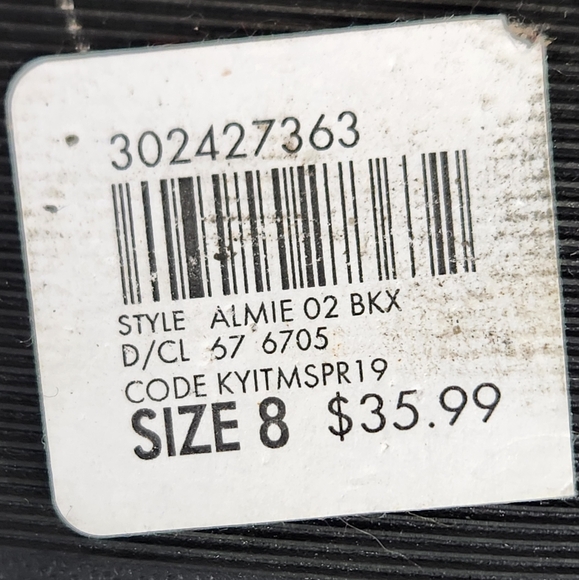 302427363
STYLE ALMIE 02 BKX
D/CL 67 6705
CODE KYITMSPR19
SIZE 8 $35.99